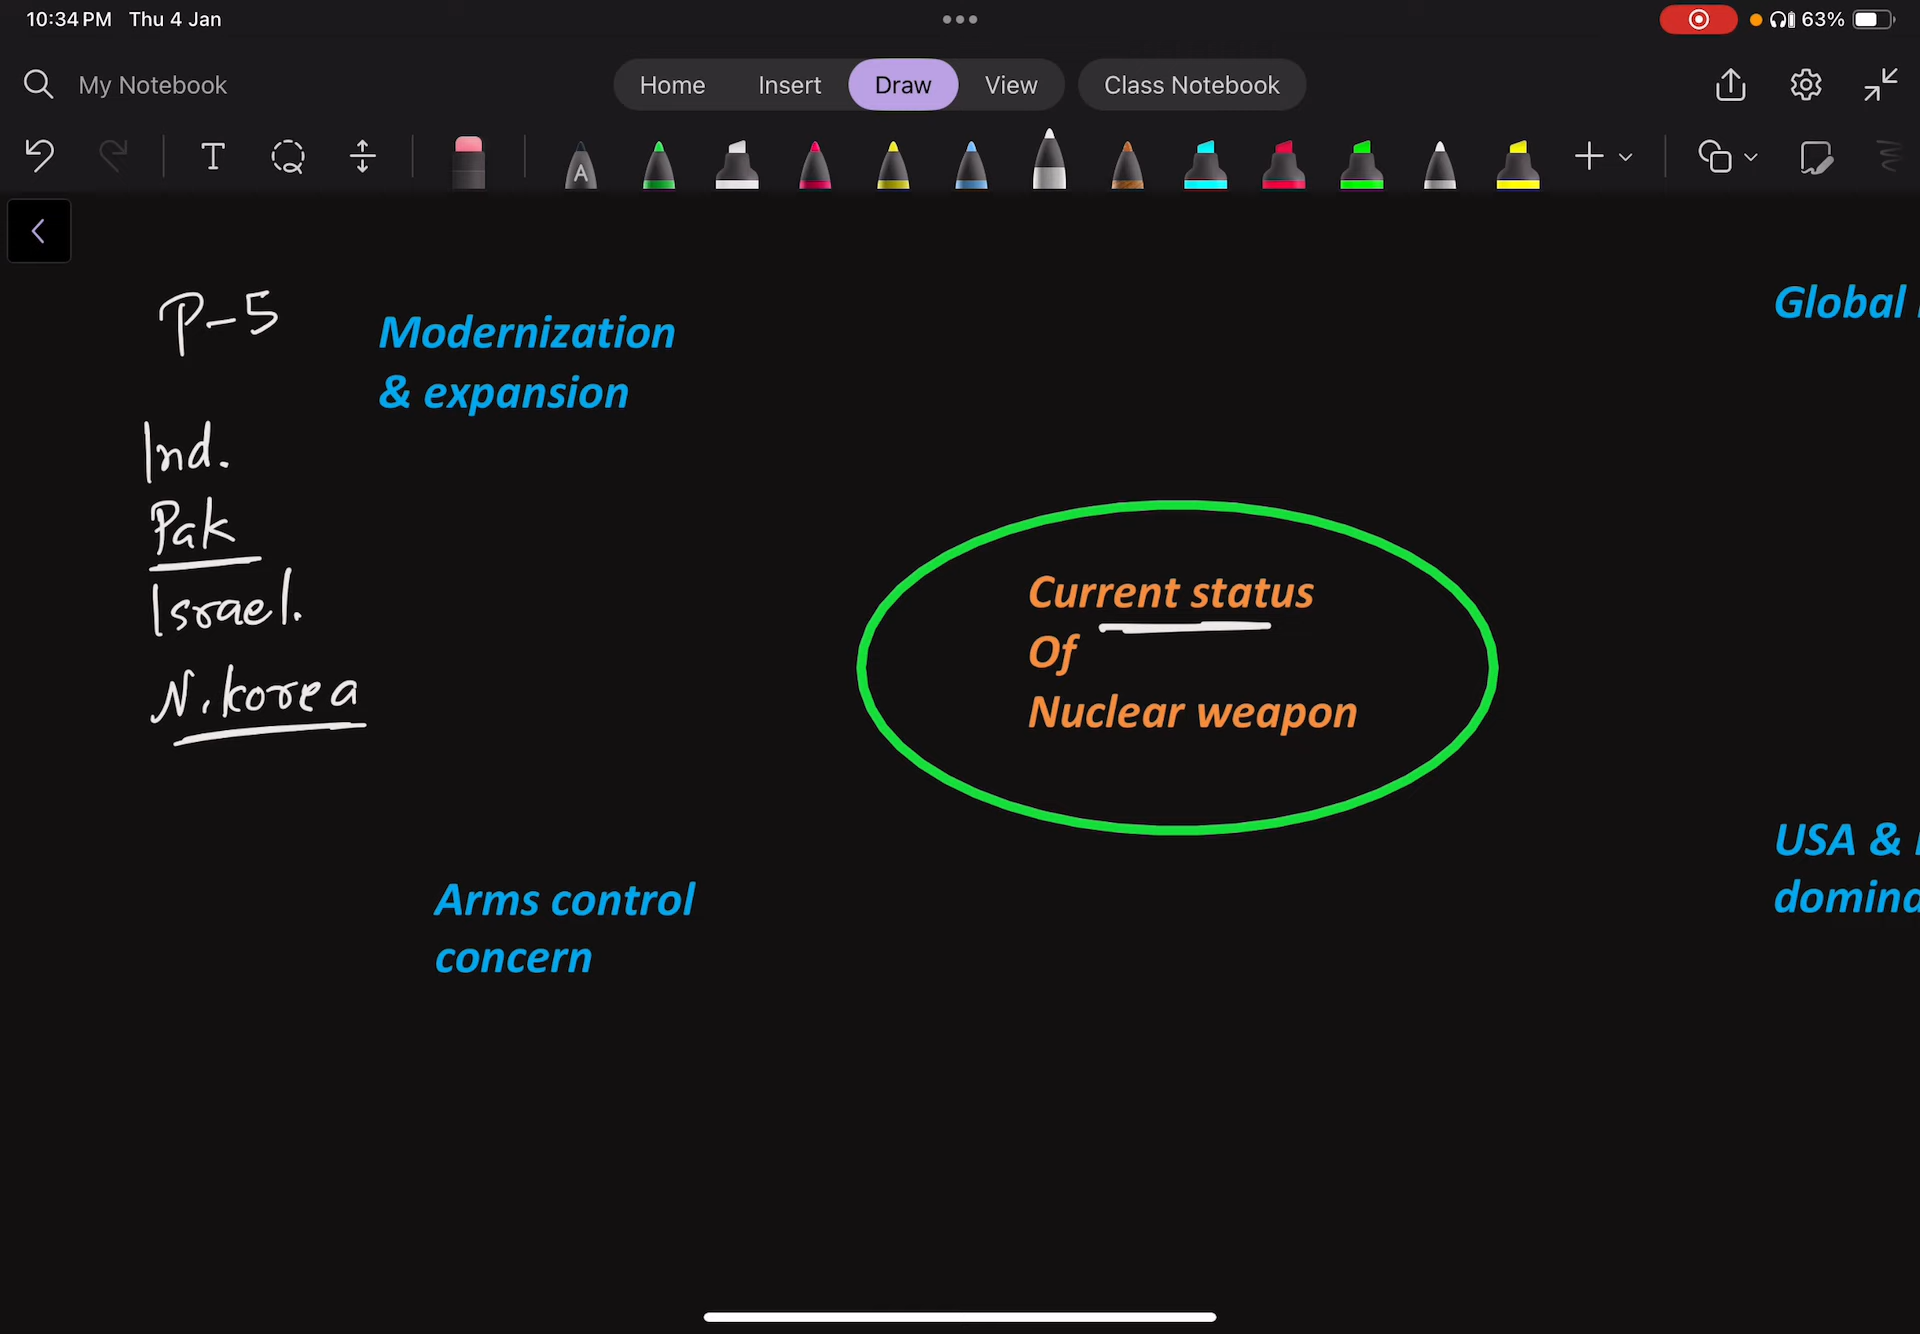 10:34 PM Thu 4 Jan
63%
My Notebook
Home Insert Draw View Class Notebook
T
A
P-5
Modernization
& expansion
Global
Ind.
Pak
Israel.
N. korea
Current status
Of
Nuclear weapon
USA &
Arms control
concern